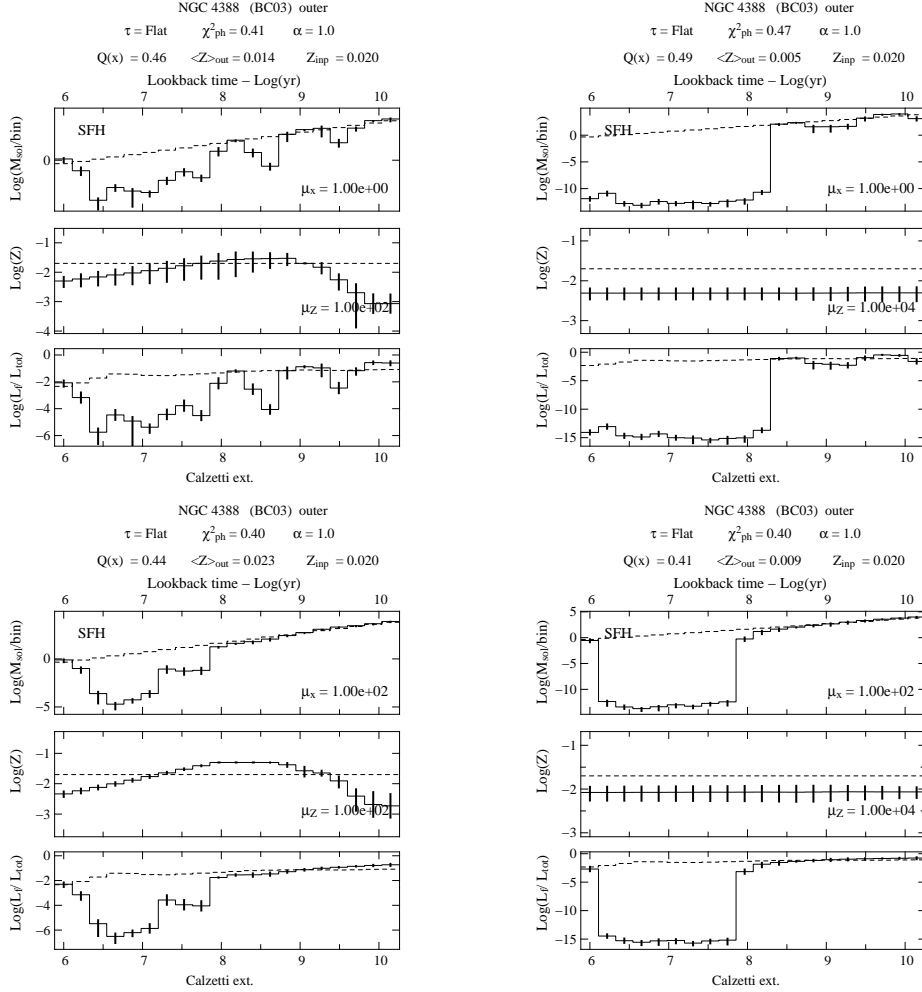 NGC 4388 (BC03) outer
τ = Flat χ²ph = 0.41 α = 1.0
Q(x) = 0.46 <Z>out = 0.014 Zinp = 0.020
Lookback time − Log(yr)
6 7 8 9 10
SFH
Log(Msol/bin)
0
μx = 1.00e+00
Log(Z)
−1
−2
−3
−4
μZ = 1.00e+02
Log(Lf/ Ltot)
0
−2
−4
−6
6 7 8 9 10
Calzetti ext.
NGC 4388 (BC03) outer
τ = Flat χ²ph = 0.47 α = 1.0
Q(x) = 0.49 <Z>out = 0.005 Zinp = 0.020
Lookback time − Log(yr)
6 7 8 9 10
SFH
Log(Msol/bin)
0
−5
−10
μx = 1.00e+00
Log(Z)
−1
−2
−3
μZ = 1.00e+04
Log(Lf/ Ltot)
0
−5
−10
−15
6 7 8 9 10
Calzetti ext.
NGC 4388 (BC03) outer
τ = Flat χ²ph = 0.40 α = 1.0
Q(x) = 0.44 <Z>out = 0.023 Zinp = 0.020
Lookback time − Log(yr)
6 7 8 9 10
SFH
Log(Msol/bin)
0
−5
μx = 1.00e+02
Log(Z)
−1
−2
−3
μZ = 1.00e+02
Log(Lf/ Ltot)
0
−2
−4
−6
6 7 8 9 10
Calzetti ext.
NGC 4388 (BC03) outer
τ = Flat χ²ph = 0.40 α = 1.0
Q(x) = 0.41 <Z>out = 0.009 Zinp = 0.020
Lookback time − Log(yr)
6 7 8 9 10
SFH
Log(Msol/bin)
5
0
−5
−10
μx = 1.00e+02
Log(Z)
−1
−2
−3
μZ = 1.00e+04
Log(Lf/ Ltot)
0
−5
−10
−15
6 7 8 9 10
Calzetti ext.